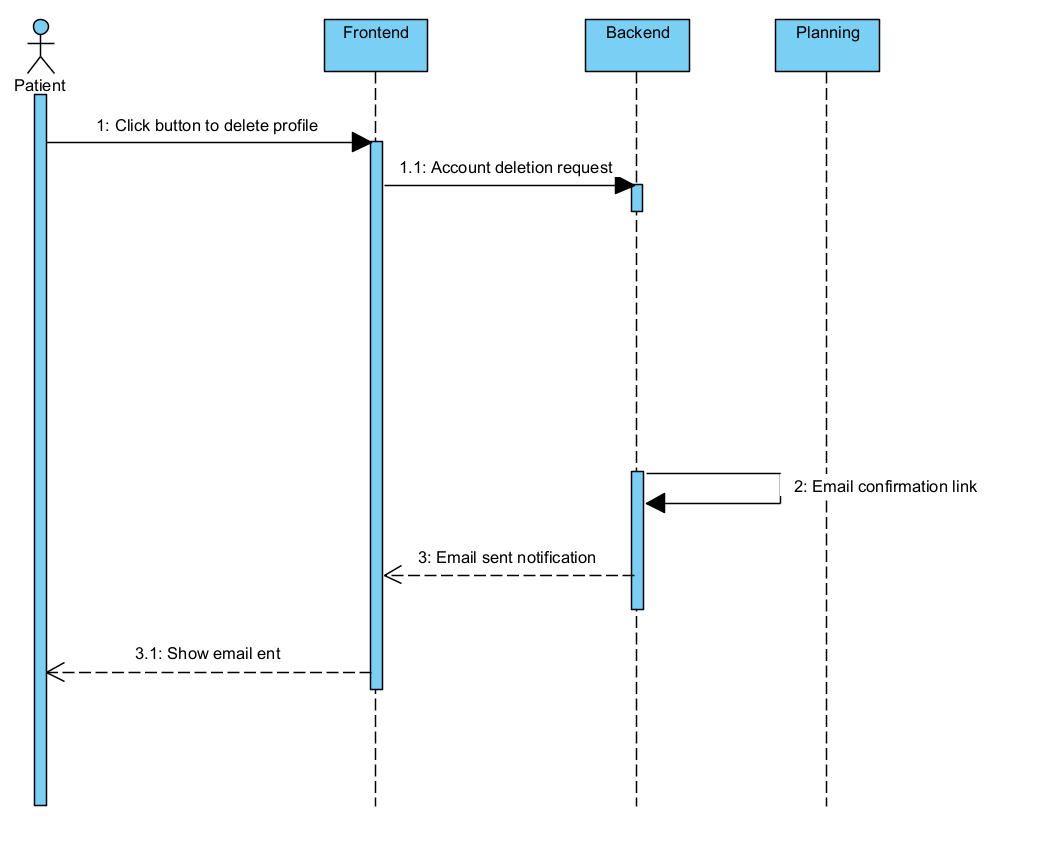 Frontend
Backend
Planning
Patient
1: Click button to delete profile
1.1: Account deletion request
2: Email confirmation link
3: Email sent notification
3.1: Show email ent